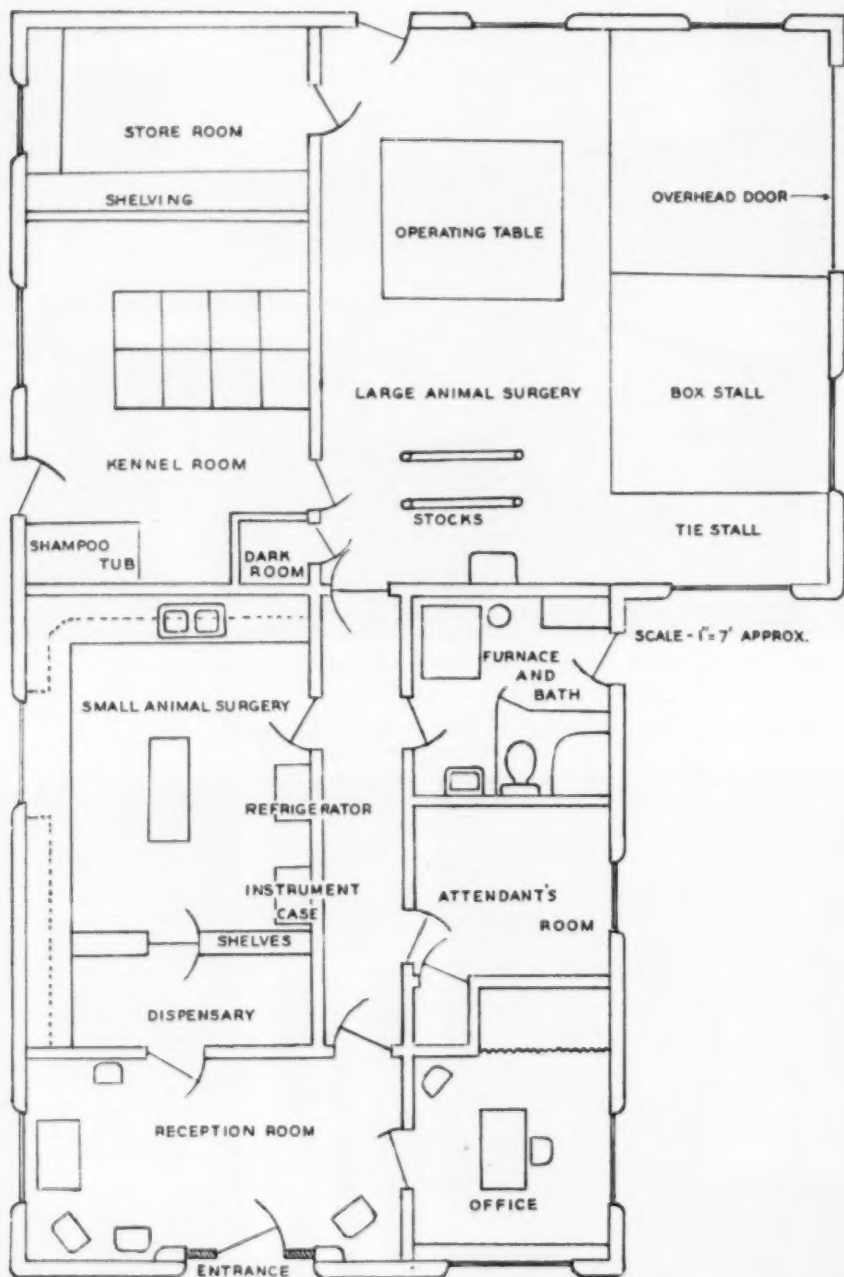 STORE ROOM
SHELVING
OVERHEAD DOOR
OPERATING TABLE
LARGE ANIMAL SURGERY
BOX STALL
KENNEL ROOM
STOCKS
TIE STALL
SHAMPOO
TUB
DARK
ROOM
SCALE - 1"= 7' APPROX.
FURNACE
AND
BATH
SMALL ANIMAL SURGERY
REFRIGERATOR
INSTRUMENT
CASE
SHELVES
ATTENDANT'S
ROOM
DISPENSARY
RECEPTION ROOM
OFFICE
ENTRANCE